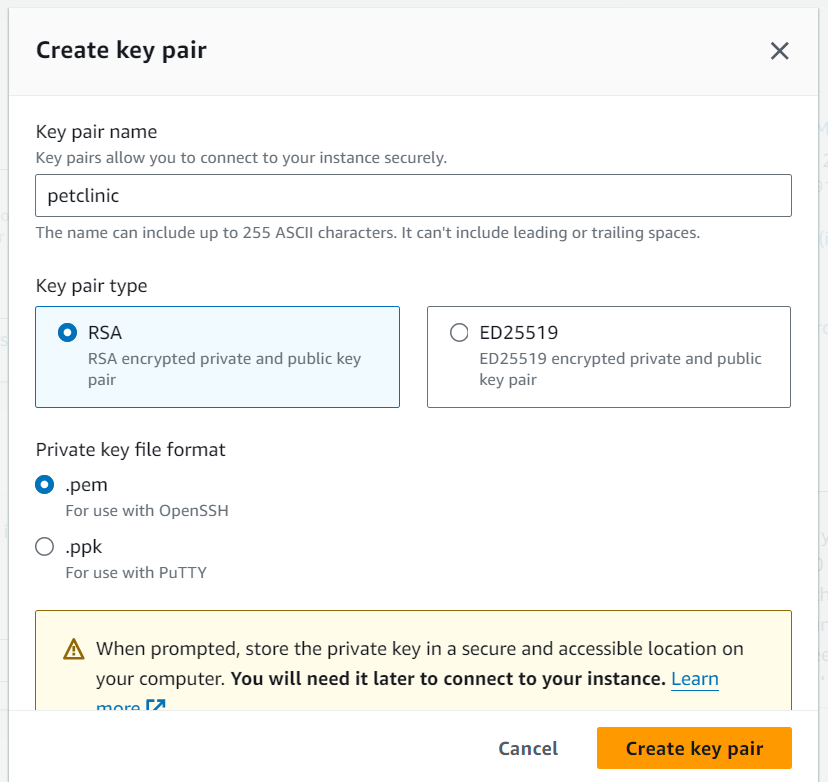 Create key pair
Key pair name
Key pairs allow you to connect to your instance securely.
petclinic
The name can include up to 255 ASCII characters. It can't include leading or trailing spaces.
Key pair type
RSA
RSA encrypted private and public key
pair
ED25519
ED25519 encrypted private and public
key pair
Private key file format
.pem
For use with OpenSSH
.ppk
For use with PuTTY
When prompted, store the private key in a secure and accessible location on
your computer. You will need it later to connect to your instance. Learn
more
Cancel
Create key pair